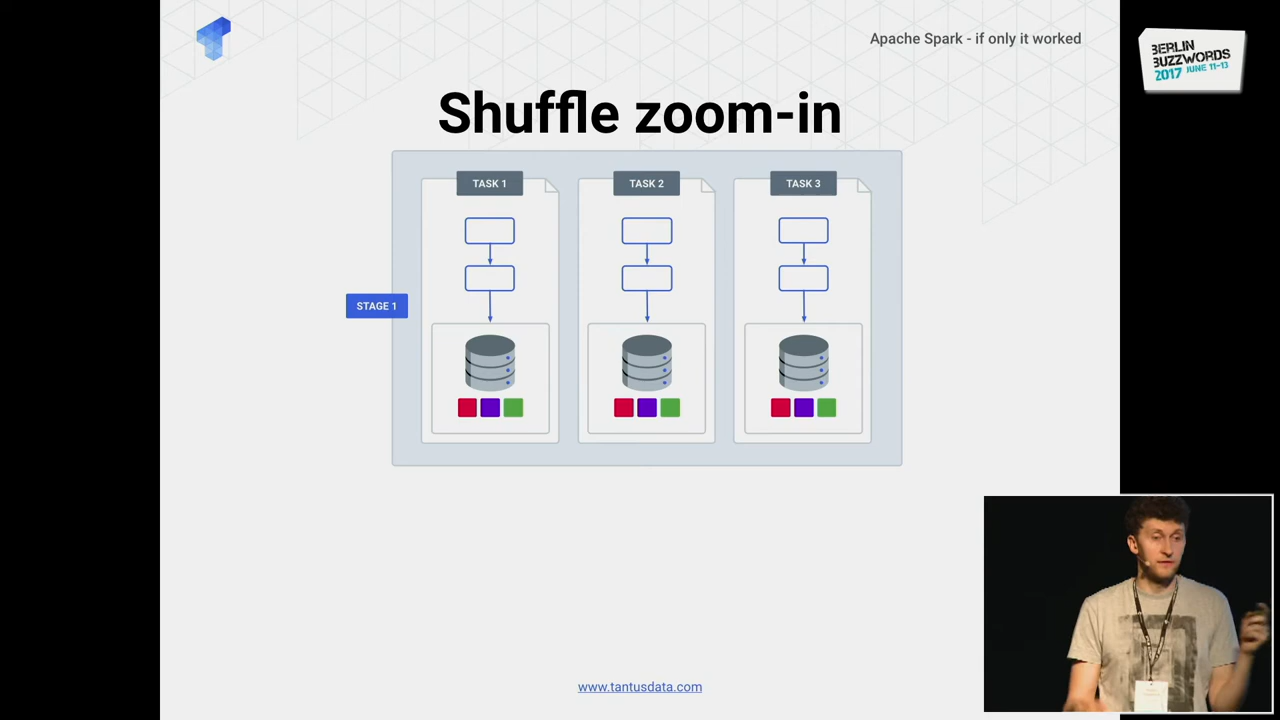 Apache Spark - if only it worked
BERLIN
BUZZWORDS
2017 JUNE 11-13
Shuffle zoom-in
TASK 1
TASK 2
TASK 3
STAGE 1
www.tantusdata.com